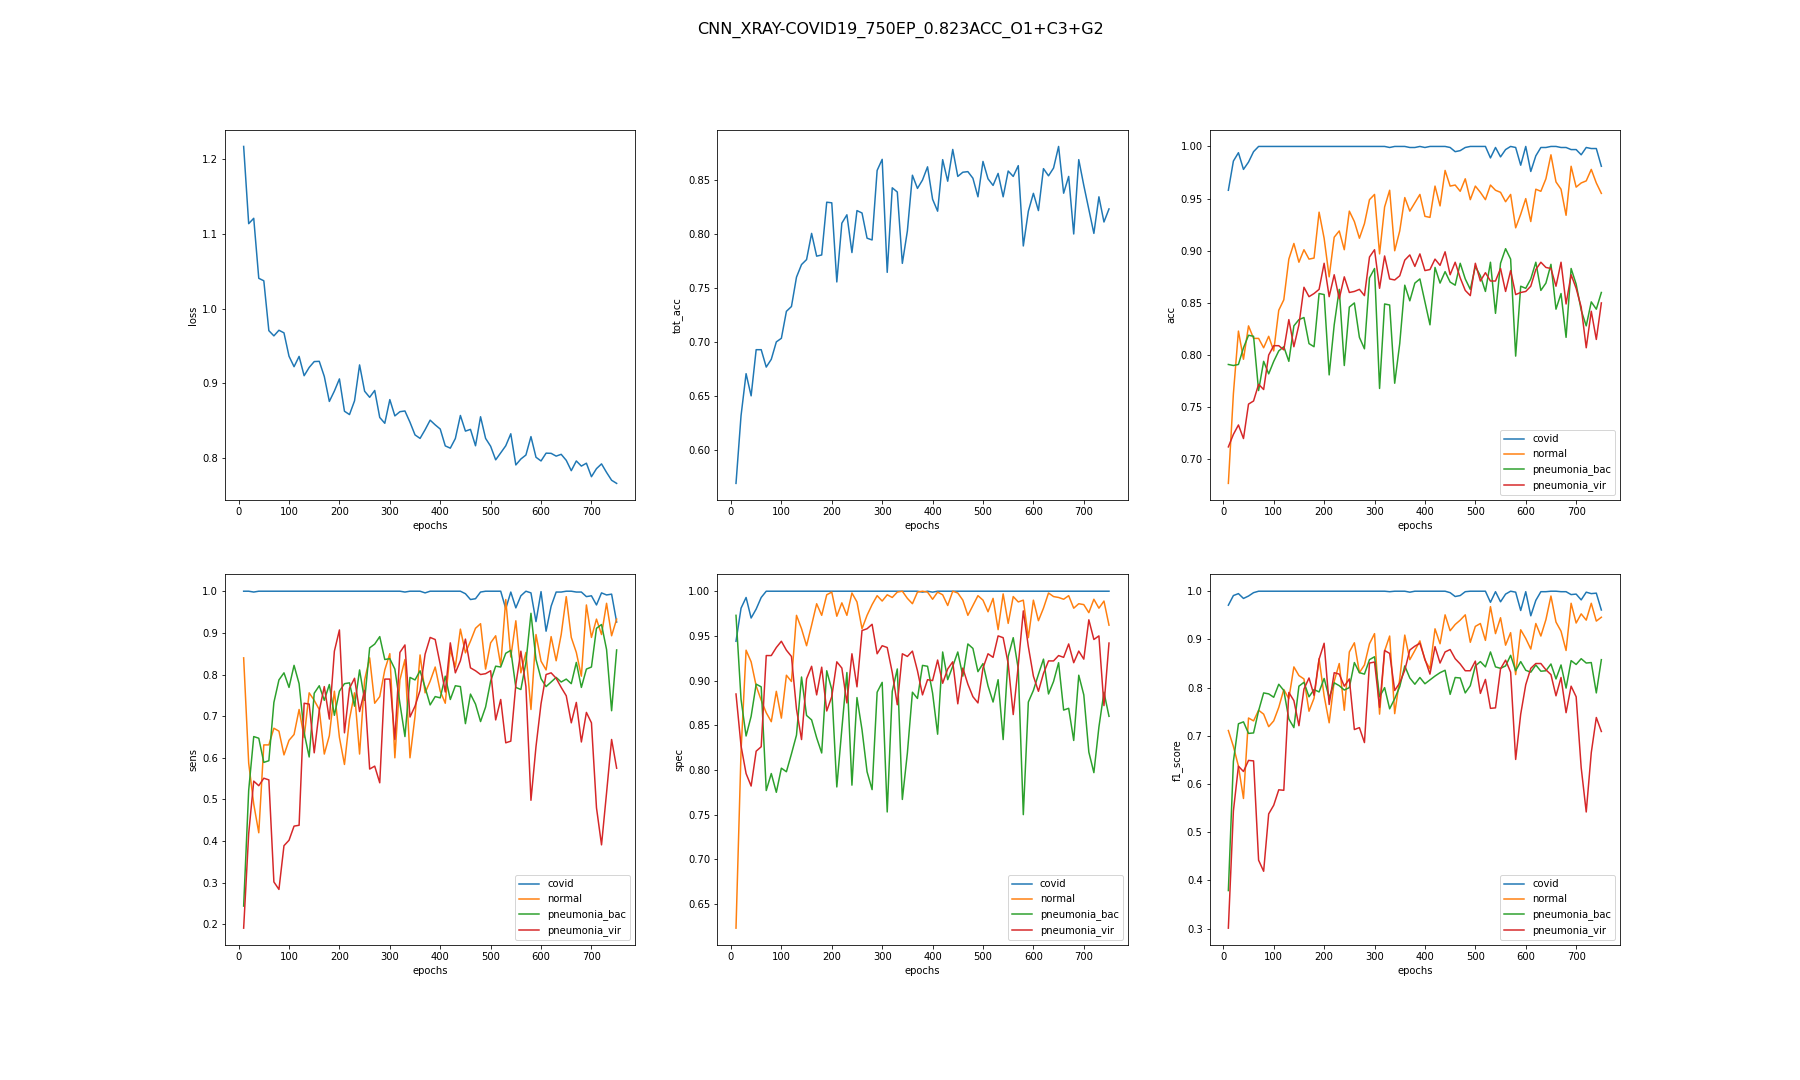 CNN_XRAY-COVID19_750EP_0.823ACC_O1+C3+G2
loss
1.2
1.1
1.0
0.9
0.8
0 100 200 300 400 500 600 700
epochs
tot_acc
0.85
0.80
0.75
0.70
0.65
0.60
0 100 200 300 400 500 600 700
epochs
acc
1.00
0.95
0.90
0.85
0.80
0.75
0.70
covid
normal
pneumonia_bac
pneumonia_vir
0 100 200 300 400 500 600 700
epochs
sens
1.0
0.9
0.8
0.7
0.6
0.5
0.4
0.3
0.2
covid
normal
pneumonia_bac
pneumonia_vir
0 100 200 300 400 500 600 700
epochs
spec
1.00
0.95
0.90
0.85
0.80
0.75
0.70
0.65
covid
normal
pneumonia_bac
pneumonia_vir
0 100 200 300 400 500 600 700
epochs
f1_score
1.0
0.9
0.8
0.7
0.6
0.5
0.4
0.3
covid
normal
pneumonia_bac
pneumonia_vir
0 100 200 300 400 500 600 700
epochs